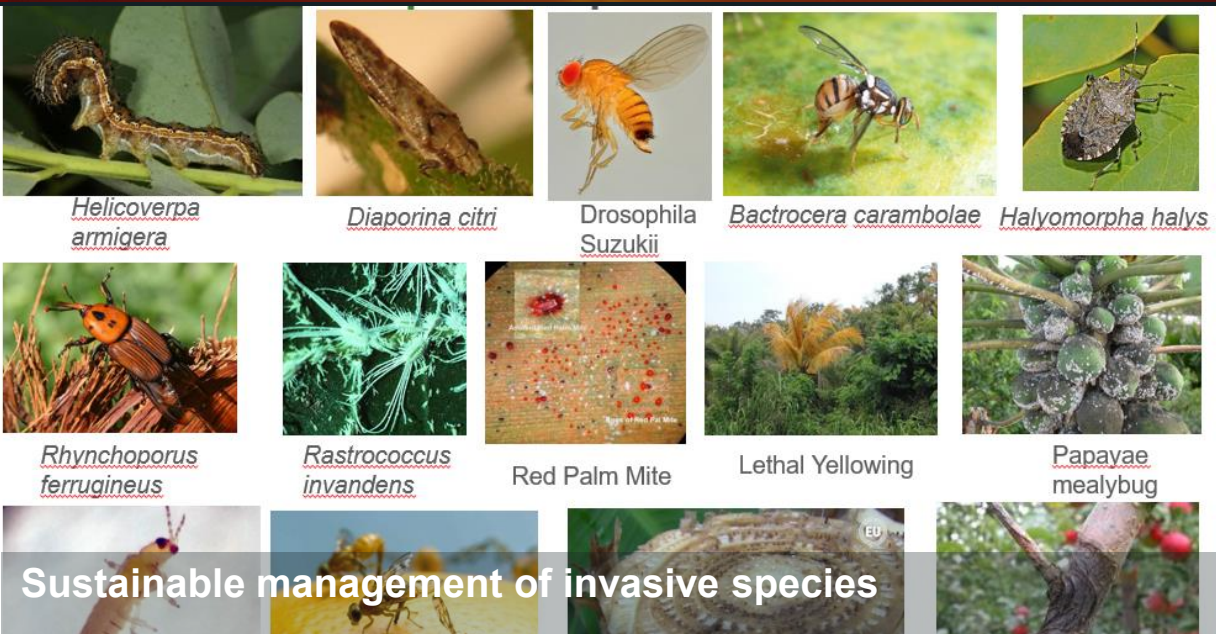 Helicoverpa
armigera
Diaporina citri
Drosophila
Suzukii
Bactrocera carambolae
Halyomorpha halys
Rhynchoporus
ferrugineus
Rastrococcus
invandens
Red Palm Mite
Lethal Yellowing
Papayae
mealybug
EU
Sustainable management of invasive species